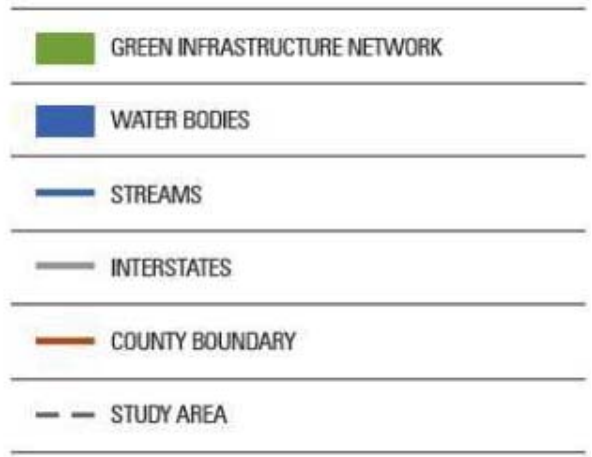 GREEN INFRASTRUCTURE NETWORK
WATER BODIES
STREAMS
INTERSTATES
COUNTY BOUNDARY
STUDY AREA